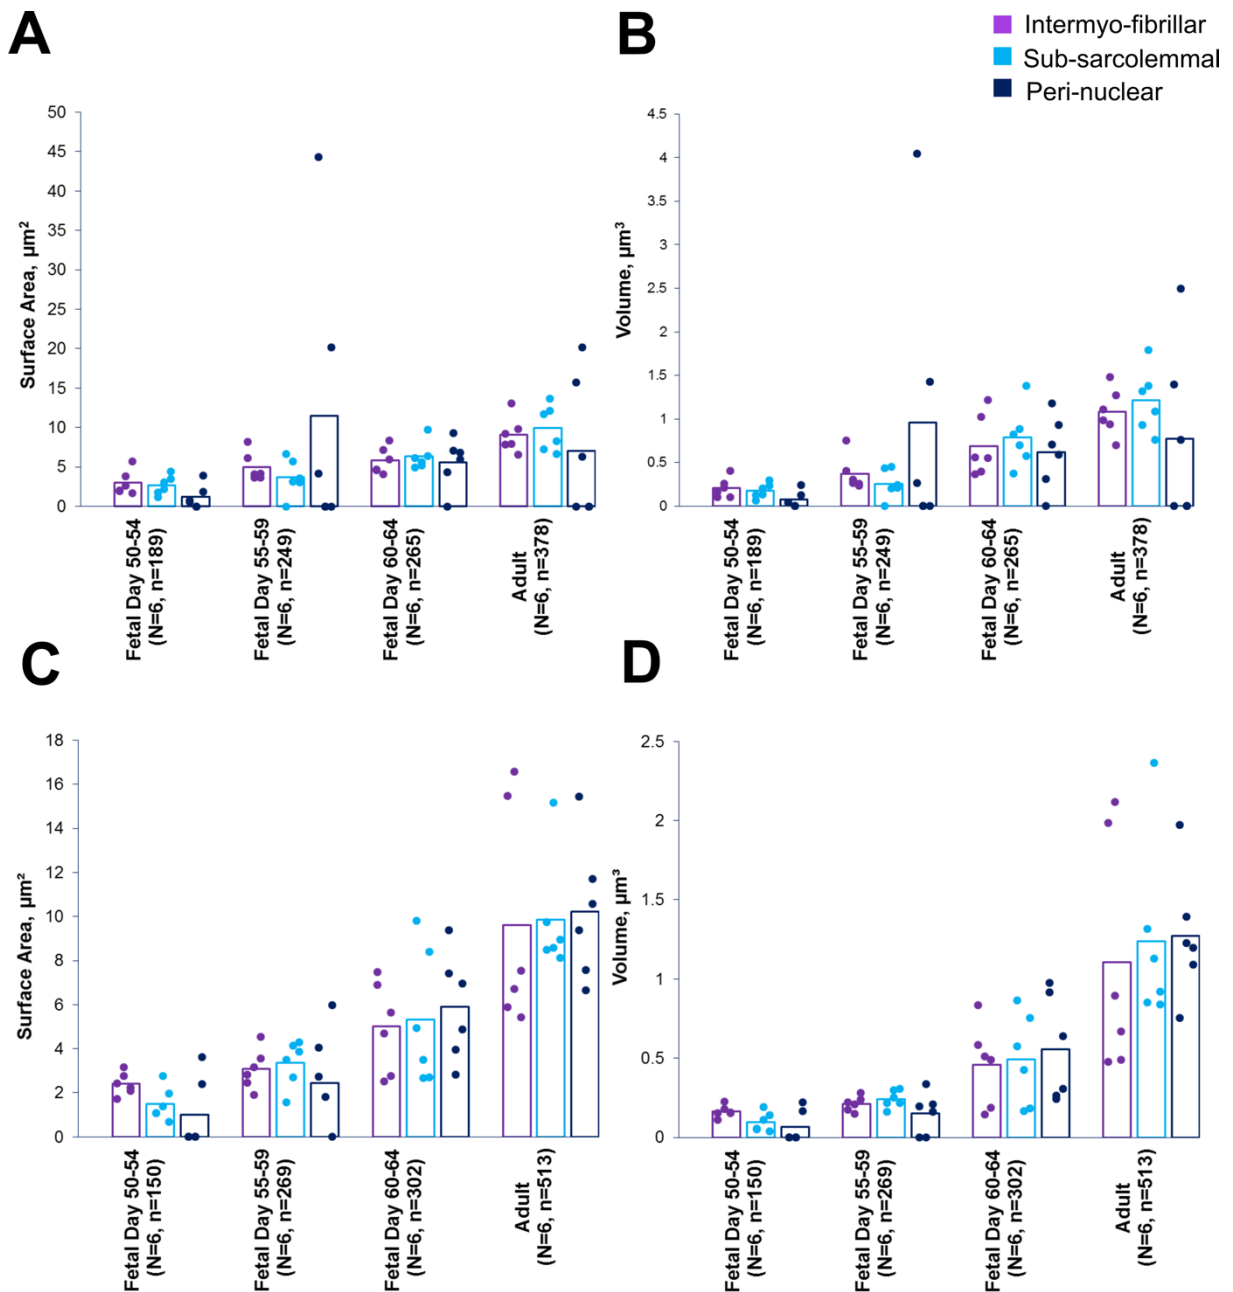 A
B
Intermyo-fibrillar
Sub-sarcolemmal
Peri-nuclear
Surface Area, µm²
50
45
40
35
30
25
20
15
10
5
0
Fetal Day 50-54
(N=6, n=189)
Fetal Day 55-59
(N=6, n=249)
Fetal Day 60-64
(N=6, n=265)
Adult
(N=6, n=378)
Volume, µm³
4.5
4
3.5
3
2.5
2
1.5
1
0.5
0
Fetal Day 50-54
(N=6, n=189)
Fetal Day 55-59
(N=6, n=249)
Fetal Day 60-64
(N=6, n=265)
Adult
(N=6, n=378)
C
D
Surface Area, µm²
18
16
14
12
10
8
6
4
2
0
Fetal Day 50-54
(N=6, n=150)
Fetal Day 55-59
(N=6, n=269)
Fetal Day 60-64
(N=6, n=302)
Adult
(N=6, n=513)
Volume, µm³
2.5
2
1.5
1
0.5
0
Fetal Day 50-54
(N=6, n=150)
Fetal Day 55-59
(N=6, n=269)
Fetal Day 60-64
(N=6, n=302)
Adult
(N=6, n=513)